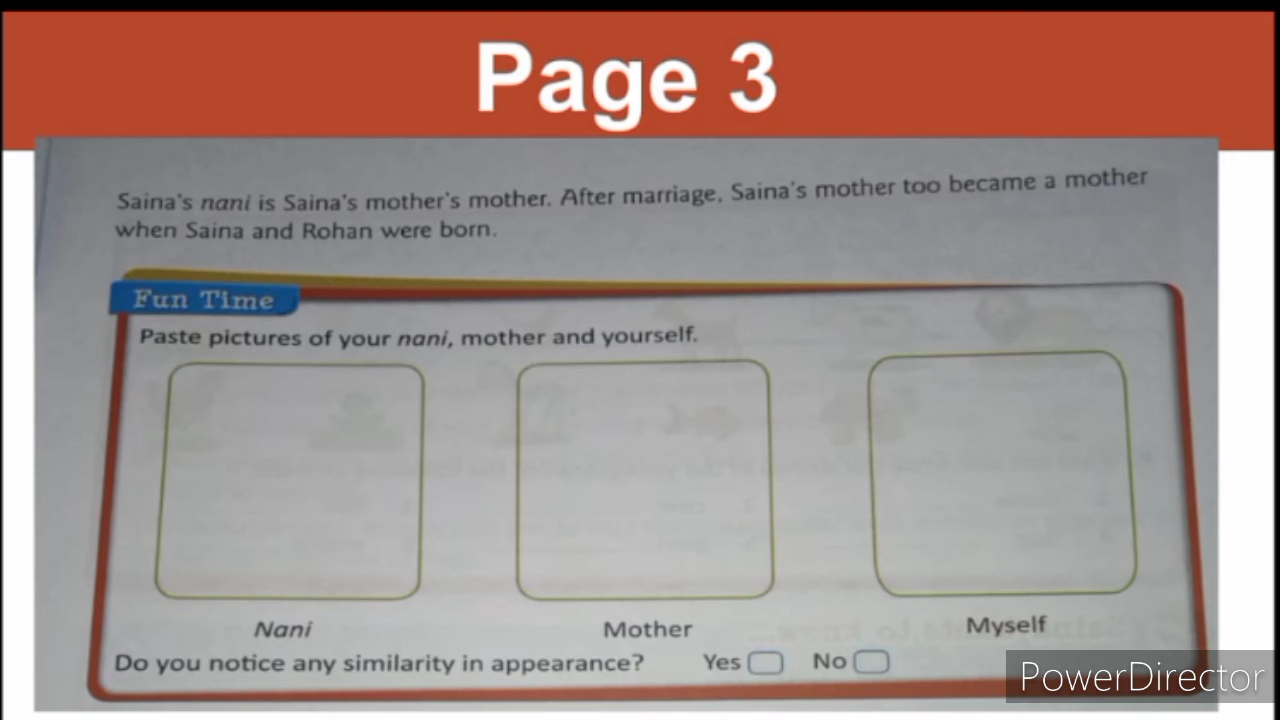 Page 3
Saina's nani is Saina's mother's mother. After marriage, Saina's mother too became a mother
when Saina and Rohan were born.
Fun Time
Paste pictures of your nani, mother and yourself.
Nani Mother Myself
Do you notice any similarity in appearance? Yes No
PowerDirector